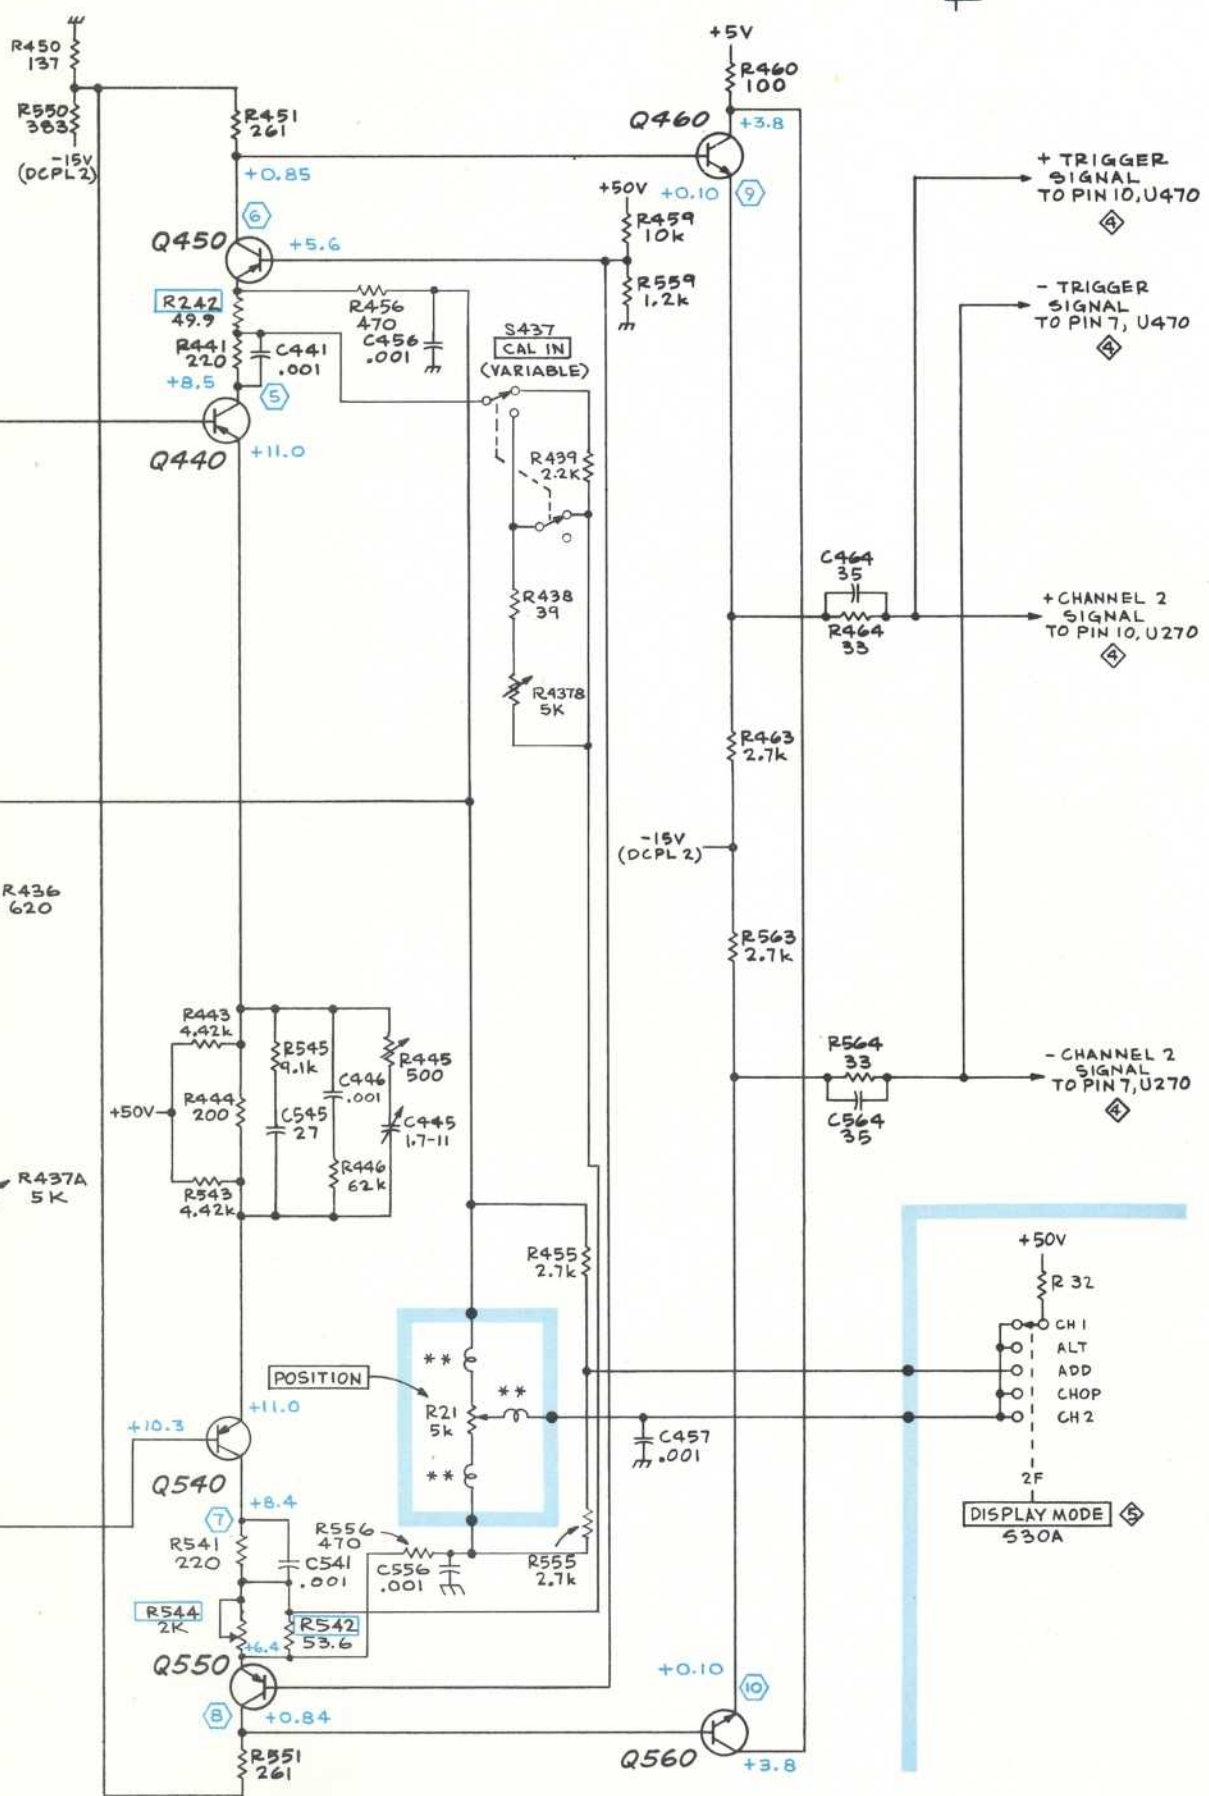 R450
137
R550
383
-15V
(DCPL 2)
R451
261
+0.85
6
Q450
+5.6
R242
49.9
R441
220
C441
.001
+8.5
5
Q440
+11.0
R456
470
C456
.001
S437
CAL IN
(VARIABLE)
R439
2.2K
R438
39
R437B
5K
+5V
R460
100
Q460
+3.8
+50V
+0.10
9
R459
10k
R559
1.2k
+ TRIGGER
SIGNAL
TO PIN 10, U470
4
- TRIGGER
SIGNAL
TO PIN 7, U470
4
C464
35
R464
33
+ CHANNEL 2
SIGNAL
TO PIN 10, U270
4
R463
2.7k
-15V
(DCPL 2)
R563
2.7k
R564
33
C564
35
- CHANNEL 2
SIGNAL
TO PIN 7, U270
4
R436
620
R437A
5K
R443
4.42k
+50V
R444
200
R543
4.42k
R545
9.1k
C545
27
C446
.001
R446
62k
R445
500
C445
1.7-11
R455
2.7k
POSITION
**
**
R21
5k
**
C457
.001
+50V
R 32
CH 1
ALT
ADD
CHOP
CH 2
2F
DISPLAY MODE
5
S30A
+11.0
+10.3
Q540
+8.4
7
R541
220
C541
.001
R556
470
C556
.001
R555
2.7k
R544
2K
R542
53.6
+6.4
Q550
8
+0.84
R551
261
+0.10
10
Q560
+3.8